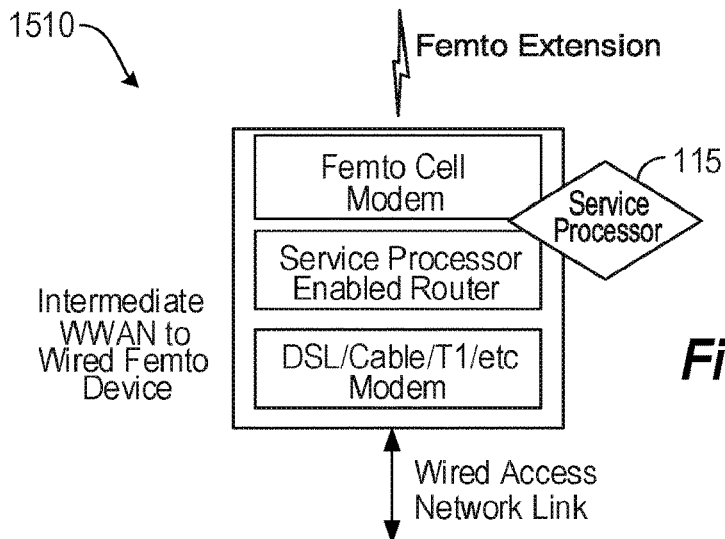 1510
Femto Extension
Femto Cell
Modem
115
Service
Processor
Service Processor
Enabled Router
Intermediate
WWAN to
Wired Femto
Device
DSL/Cable/T1/etc
Modem
Fi
Wired Access
Network Link